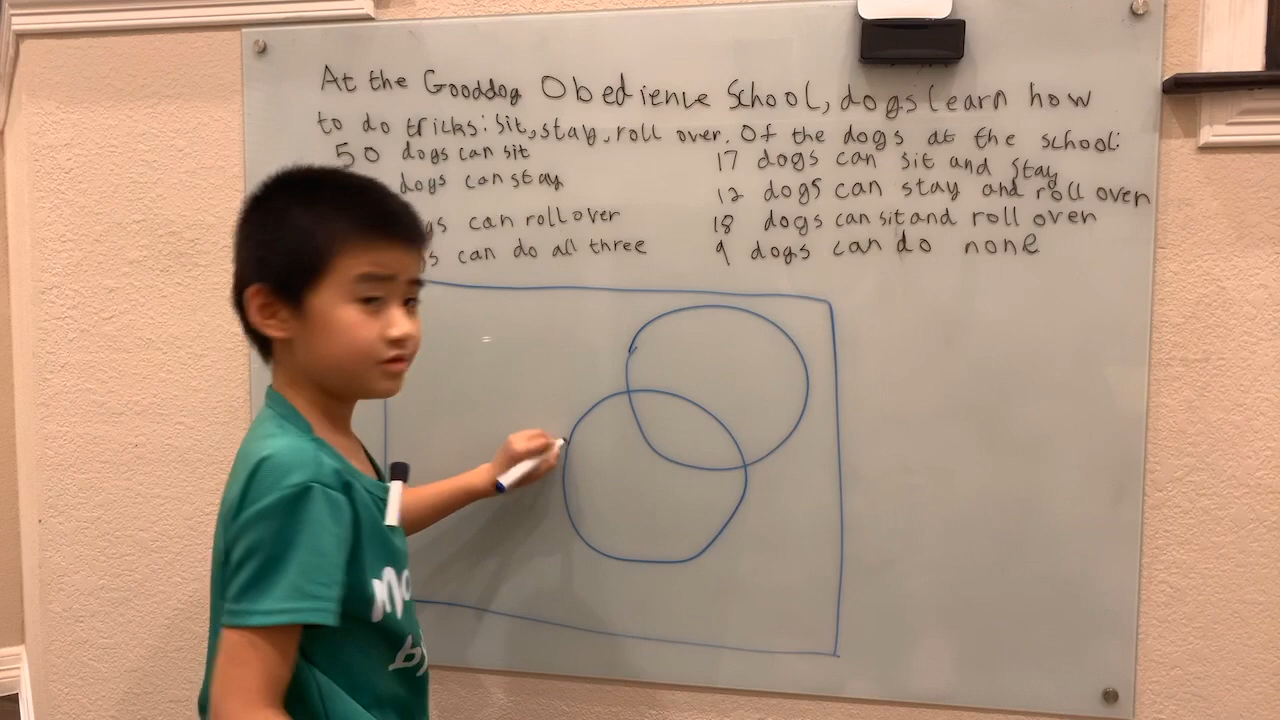 At the Gooddog Obedience School, dogs learn how
to do tricks: sit, stay, roll over. Of the dogs at the school:
50 dogs can sit
17 dogs can sit and stay
dogs can stay
12 dogs can stay and roll over
can roll over
18 dogs can sit and roll over
can do all three
9 dogs can do none